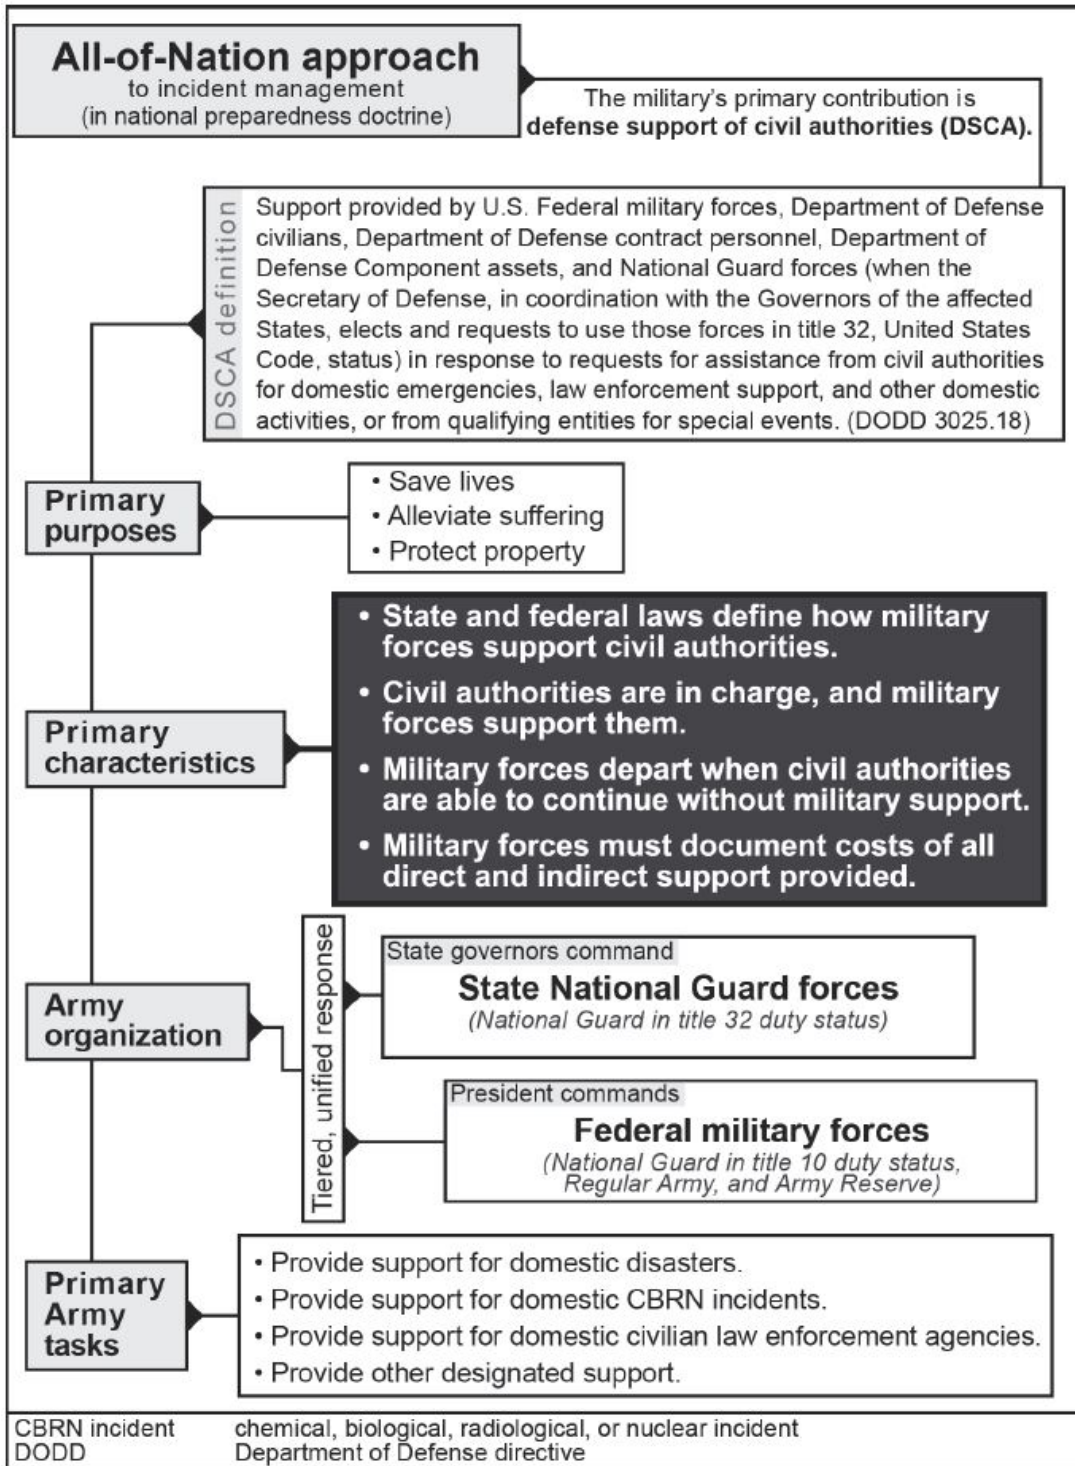 All-of-Nation approach
to incident management
(in national preparedness doctrine)
The military's primary contribution is
defense support of civil authorities (DSCA).
DSCA definition
Support provided by U.S. Federal military forces, Department of Defense
civilians, Department of Defense contract personnel, Department of
Defense Component assets, and National Guard forces (when the
Secretary of Defense, in coordination with the Governors of the affected
States, elects and requests to use those forces in title 32, United States
Code, status) in response to requests for assistance from civil authorities
for domestic emergencies, law enforcement support, and other domestic
activities, or from qualifying entities for special events. (DODD 3025.18)
Primary
purposes
• Save lives
• Alleviate suffering
• Protect property
Primary
characteristics
• State and federal laws define how military
forces support civil authorities.
• Civil authorities are in charge, and military
forces support them.
• Military forces depart when civil authorities
are able to continue without military support.
• Military forces must document costs of all
direct and indirect support provided.
Army
organization
Tiered, unified response
State governors command
State National Guard forces
(National Guard in title 32 duty status)
President commands
Federal military forces
(National Guard in title 10 duty status,
Regular Army, and Army Reserve)
Primary
Army
tasks
• Provide support for domestic disasters.
• Provide support for domestic CBRN incidents.
• Provide support for domestic civilian law enforcement agencies.
• Provide other designated support.
CBRN incident chemical, biological, radiological, or nuclear incident
DODD Department of Defense directive